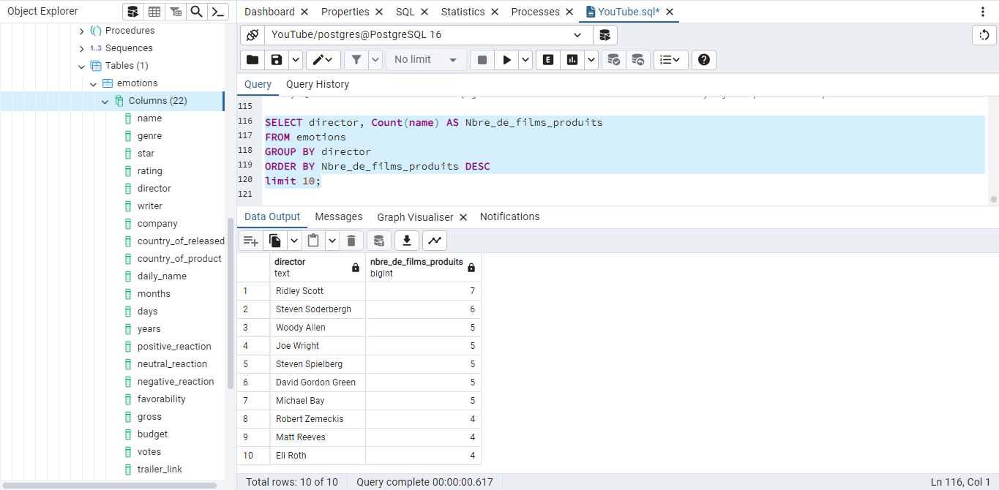 Object Explorer
Dashboard
Properties
SQL
Statistics
Processes
YouTube.sql*
Procedures
1..3 Sequences
Tables (1)
emotions
Columns (22)
name
genre
star
rating
director
writer
company
country_of_released
country_of_product
daily_name
months
days
years
positive_reaction
neutral_reaction
negative_reaction
favorability
gross
budget
votes
trailer_link
YouTube/postgres@PostgreSQL 16
No limit
E
Query
Query History
115
116 SELECT director, Count(name) AS Nbre_de_films_produits
117 FROM emotions
118 GROUP BY director
119 ORDER BY Nbre_de_films_produits DESC
120 limit 10;
121
Data Output
Messages
Graph Visualiser
Notifications
director nbre_de_films_produits
text bigint
1 Ridley Scott 7
2 Steven Soderbergh 6
3 Woody Allen 5
4 Joe Wright 5
5 Steven Spielberg 5
6 David Gordon Green 5
7 Michael Bay 5
8 Robert Zemeckis 4
9 Matt Reeves 4
10 Eli Roth 4
Total rows: 10 of 10
Query complete 00:00:00.617
Ln 116, Col 1